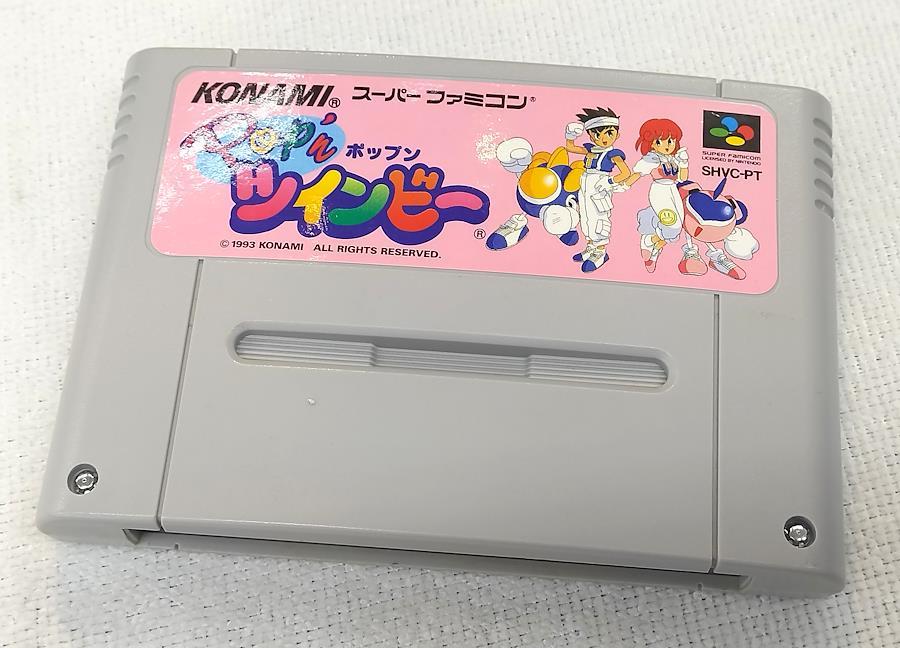 KONAMI® スーパーファミコン®
Pop'n ポップン
ツインビー®
© 1993 KONAMI ALL RIGHTS RESERVED.
SUPER FAMICOM
LICENSED BY NINTENDO
SHVC-PT